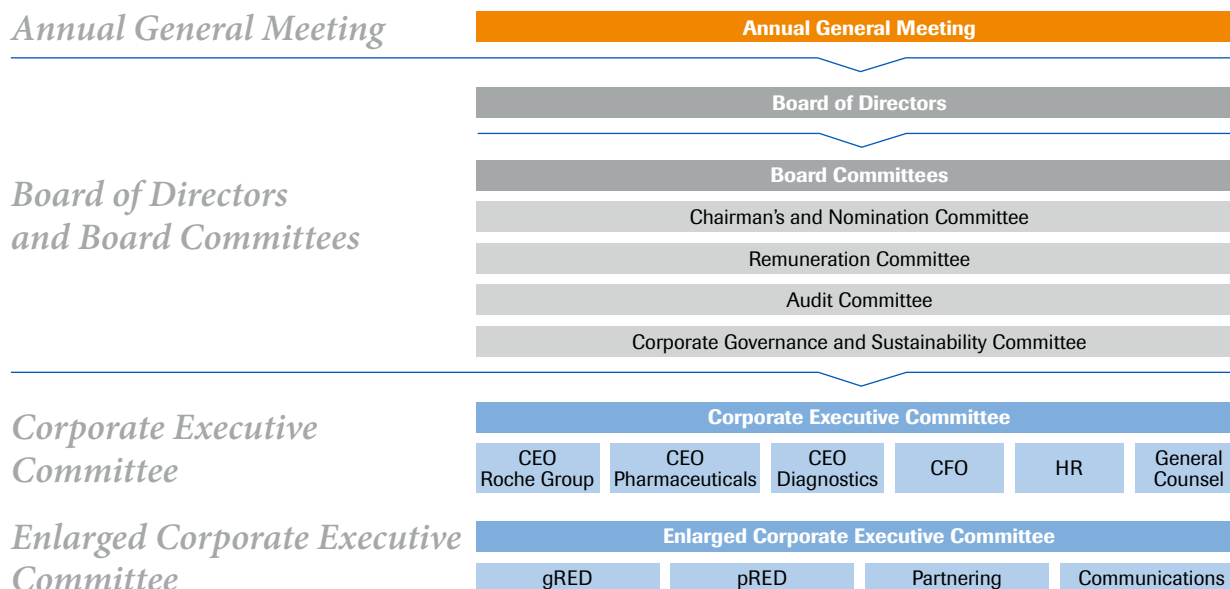 Annual General Meeting
Annual General Meeting
Board of Directors
Board of Directors
and Board Committees
Board Committees
Chairman's and Nomination Committee
Remuneration Committee
Audit Committee
Corporate Governance and Sustainability Committee
Corporate Executive
Committee
Corporate Executive Committee
CEO
Roche Group
CEO
Pharmaceuticals
CEO
Diagnostics
CFO
HR
General
Counsel
Enlarged Corporate Executive
Committee
Enlarged Corporate Executive Committee
gRED
pRED
Partnering
Communications